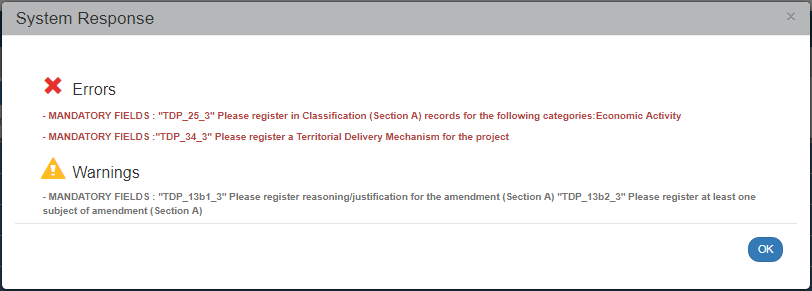 System Response
×
Errors
- MANDATORY FIELDS : "TDP_25_3" Please register in Classification (Section A) records for the following categories:Economic Activity
- MANDATORY FIELDS :"TDP_34_3" Please register a Territorial Delivery Mechanism for the project
Warnings
- MANDATORY FIELDS : "TDP_13b1_3" Please register reasoning/justification for the amendment (Section A) "TDP_13b2_3" Please register at least one
subject of amendment (Section A)
OK